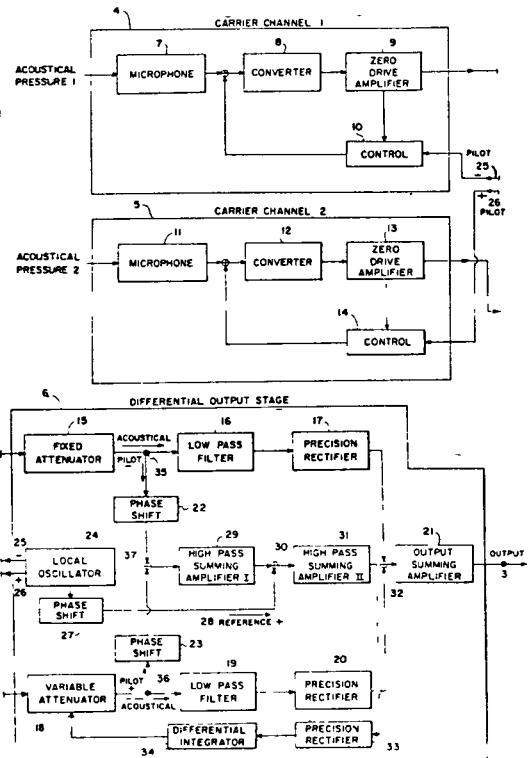 4
CARRIER CHANNEL 1
7
8
9
ACOUSTICAL
PRESSURE 1
MICROPHONE
CONVERTER
ZERO
DRIVE
AMPLIFIER
10
CONTROL
PILOT
25
-
+
26
PILOT
5
CARRIER CHANNEL 2
11
12
13
ACOUSTICAL
PRESSURE 2
MICROPHONE
CONVERTER
ZERO
DRIVE
AMPLIFIER
14
CONTROL
6
DIFFERENTIAL OUTPUT STAGE
15
16
17
FIXED
ATTENUATOR
ACOUSTICAL
PILOT
35
LOW PASS
FILTER
PRECISION
RECTIFIER
PHASE
SHIFT
22
25
-
24
37
29
30
31
21
LOCAL
OSCILLATOR
HIGH PASS
SUMMING
AMPLIFIER I
HIGH PASS
SUMMING
AMPLIFIER II
OUTPUT
SUMMING
AMPLIFIER
OUTPUT
3
26
+
32
PHASE
SHIFT
27
28
REFERENCE +
PHASE
SHIFT
23
19
20
VARIABLE
ATTENUATOR
18
PILOT
+
-
36
ACOUSTICAL
LOW PASS
FILTER
PRECISION
RECTIFIER
34
DIFFERENTIAL
INTEGRATOR
PRECISION
RECTIFIER
33